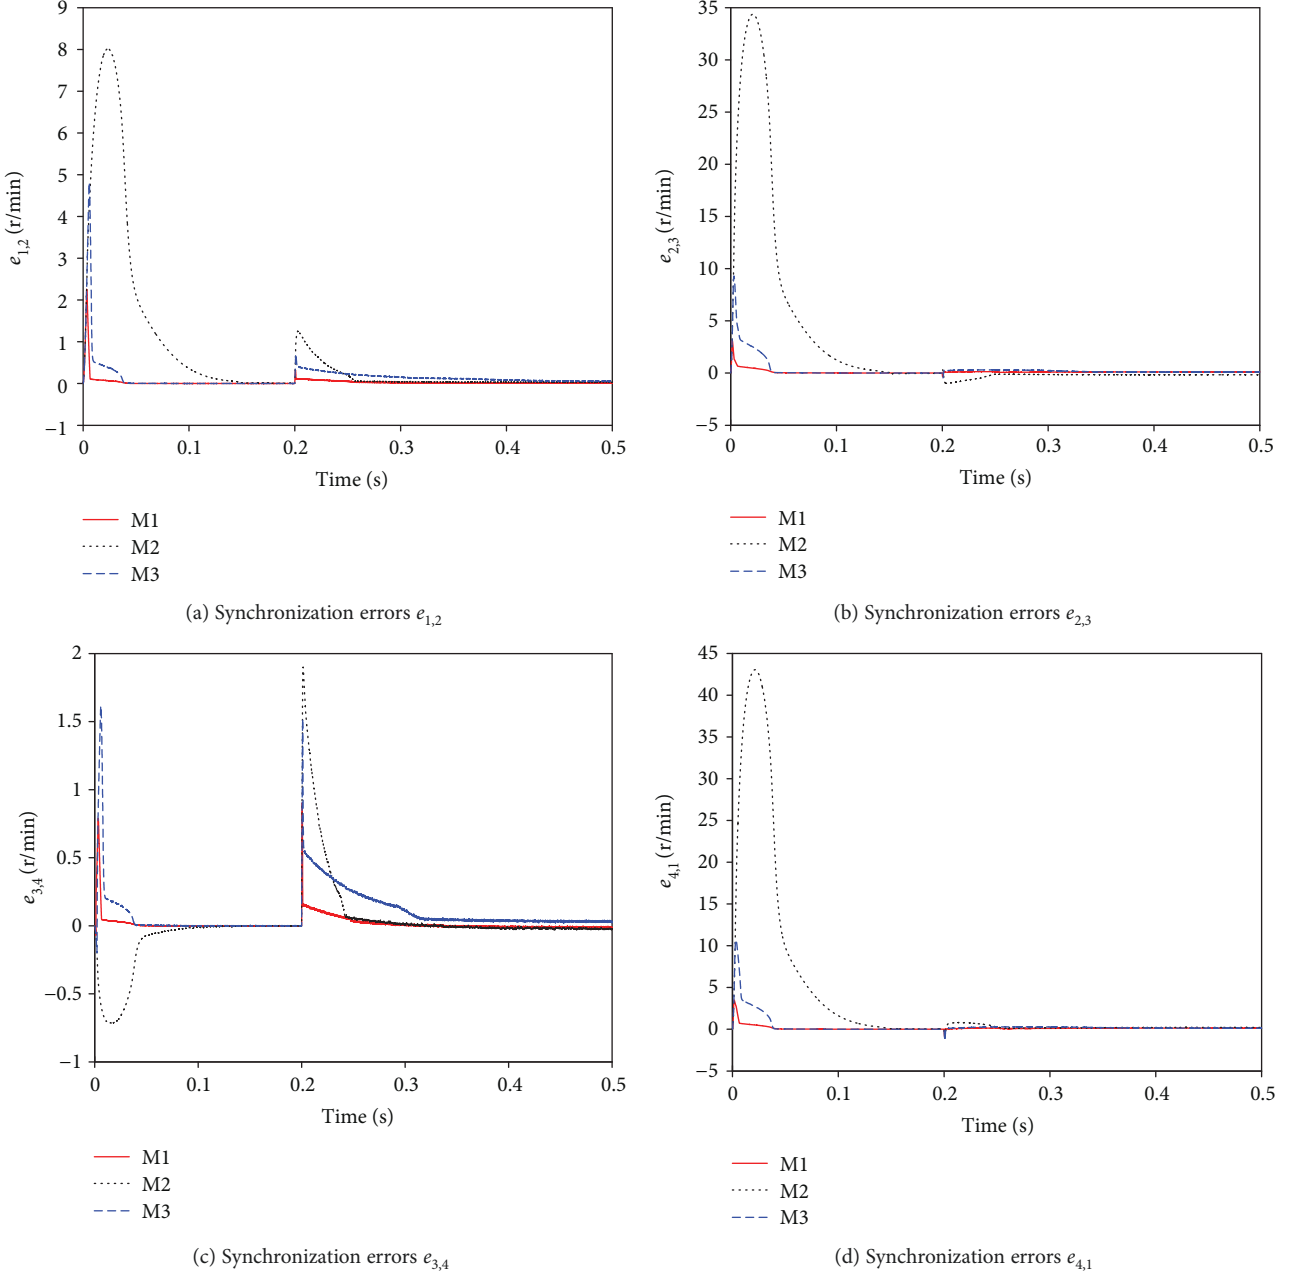 9
8
7
6
5
4
3
2
1
0
−1
e1,2 (r/min)
0 0.1 0.2 0.3 0.4 0.5
Time (s)
M1
M2
M3
(a) Synchronization errors e1,2
35
30
25
20
15
10
5
0
−5
e2,3 (r/min)
0 0.1 0.2 0.3 0.4 0.5
Time (s)
M1
M2
M3
(b) Synchronization errors e2,3
2
1.5
1
0.5
0
−0.5
−1
e3,4 (r/min)
0 0.1 0.2 0.3 0.4 0.5
Time (s)
M1
M2
M3
(c) Synchronization errors e3,4
45
40
35
30
25
20
15
10
5
0
−5
e4,1 (r/min)
0 0.1 0.2 0.3 0.4 0.5
Time (s)
M1
M2
M3
(d) Synchronization errors e4,1